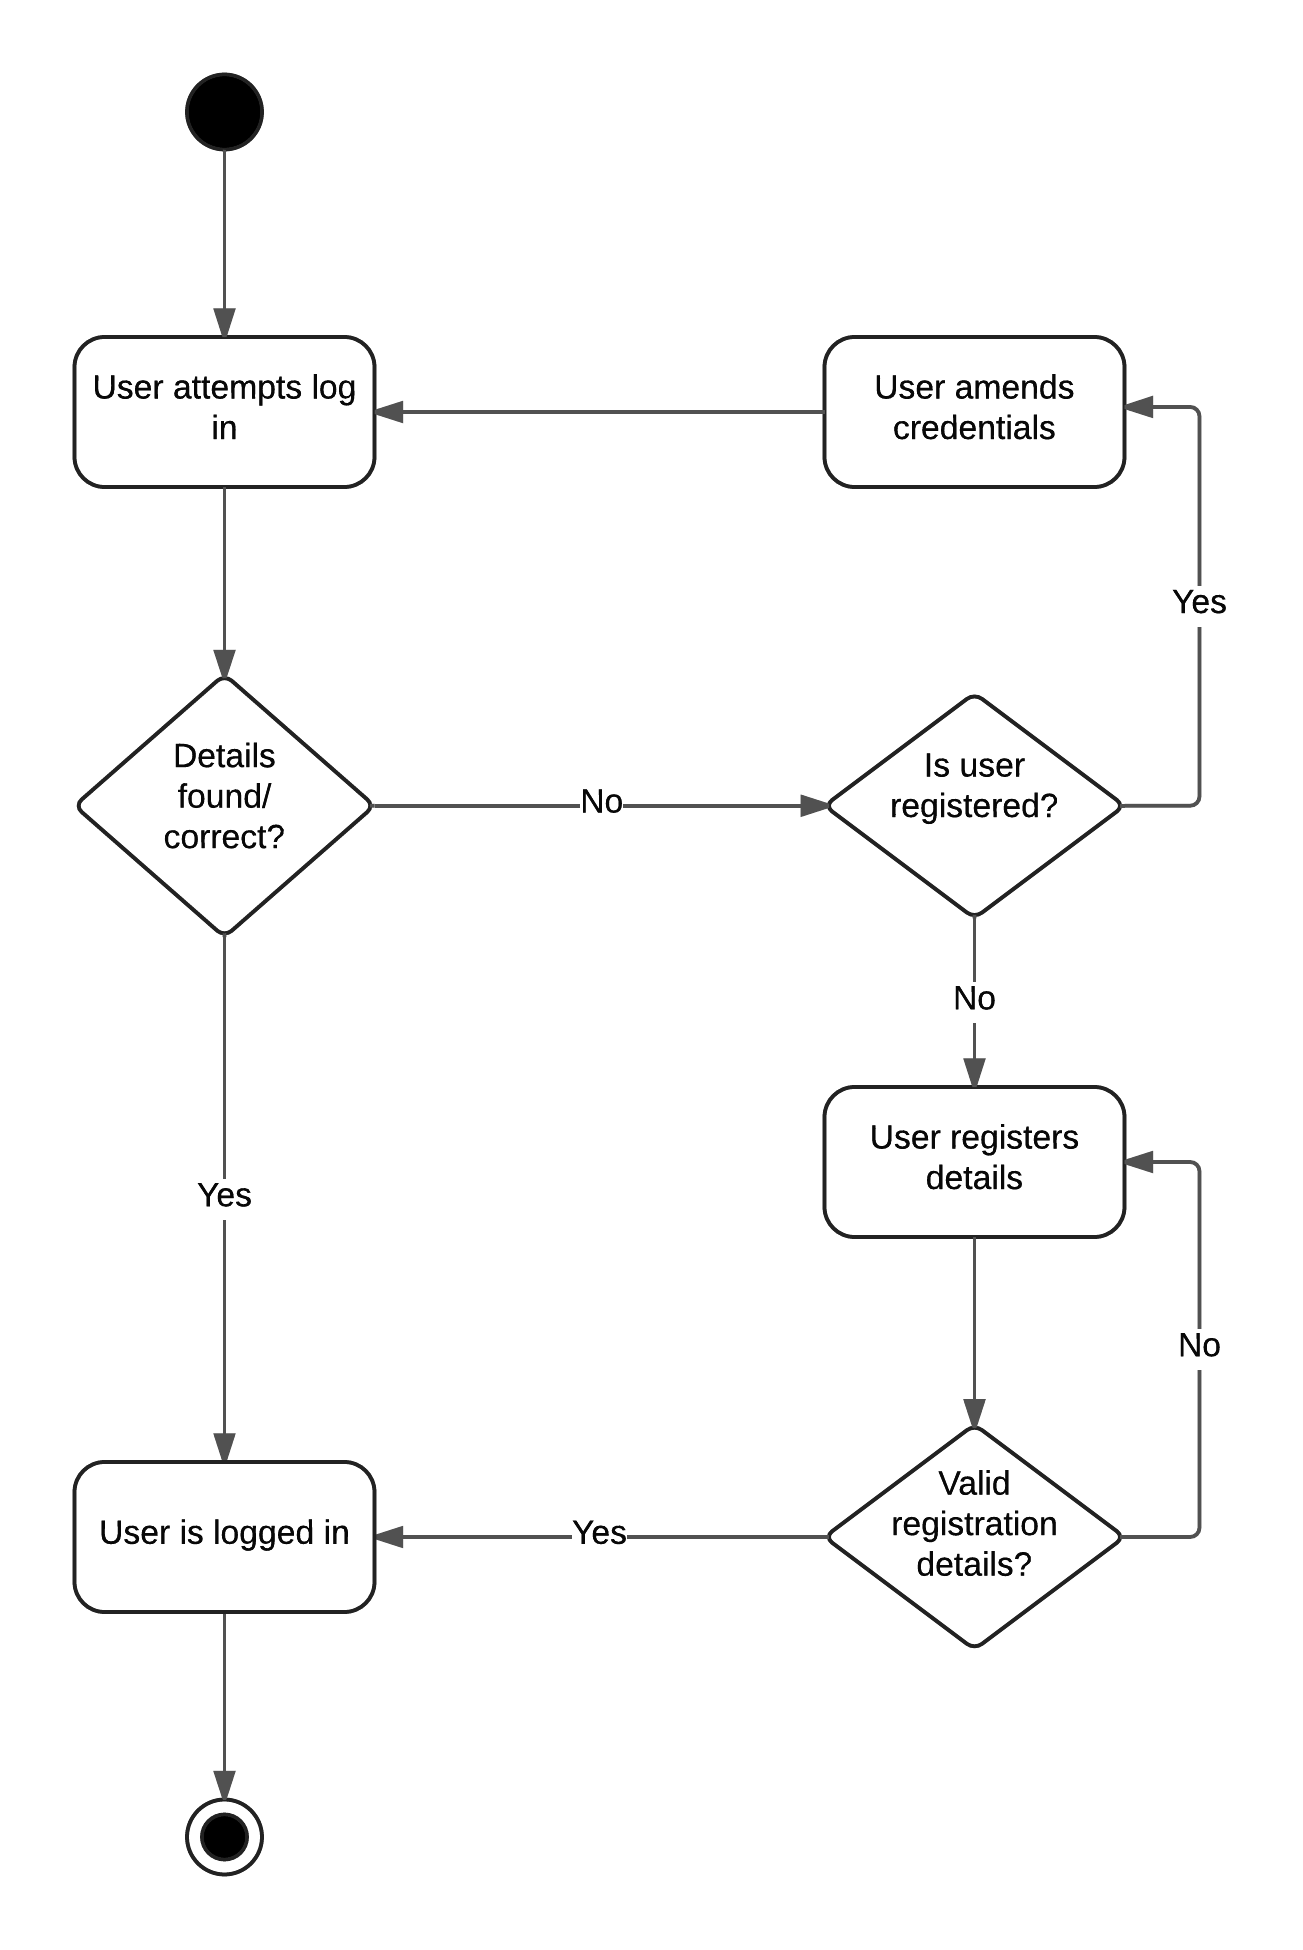 User attempts log
in
User amends
credentials
Yes
Details
found/
correct?
No
Is user
registered?
No
User registers
details
Yes
No
Valid
registration
details?
Yes
User is logged in